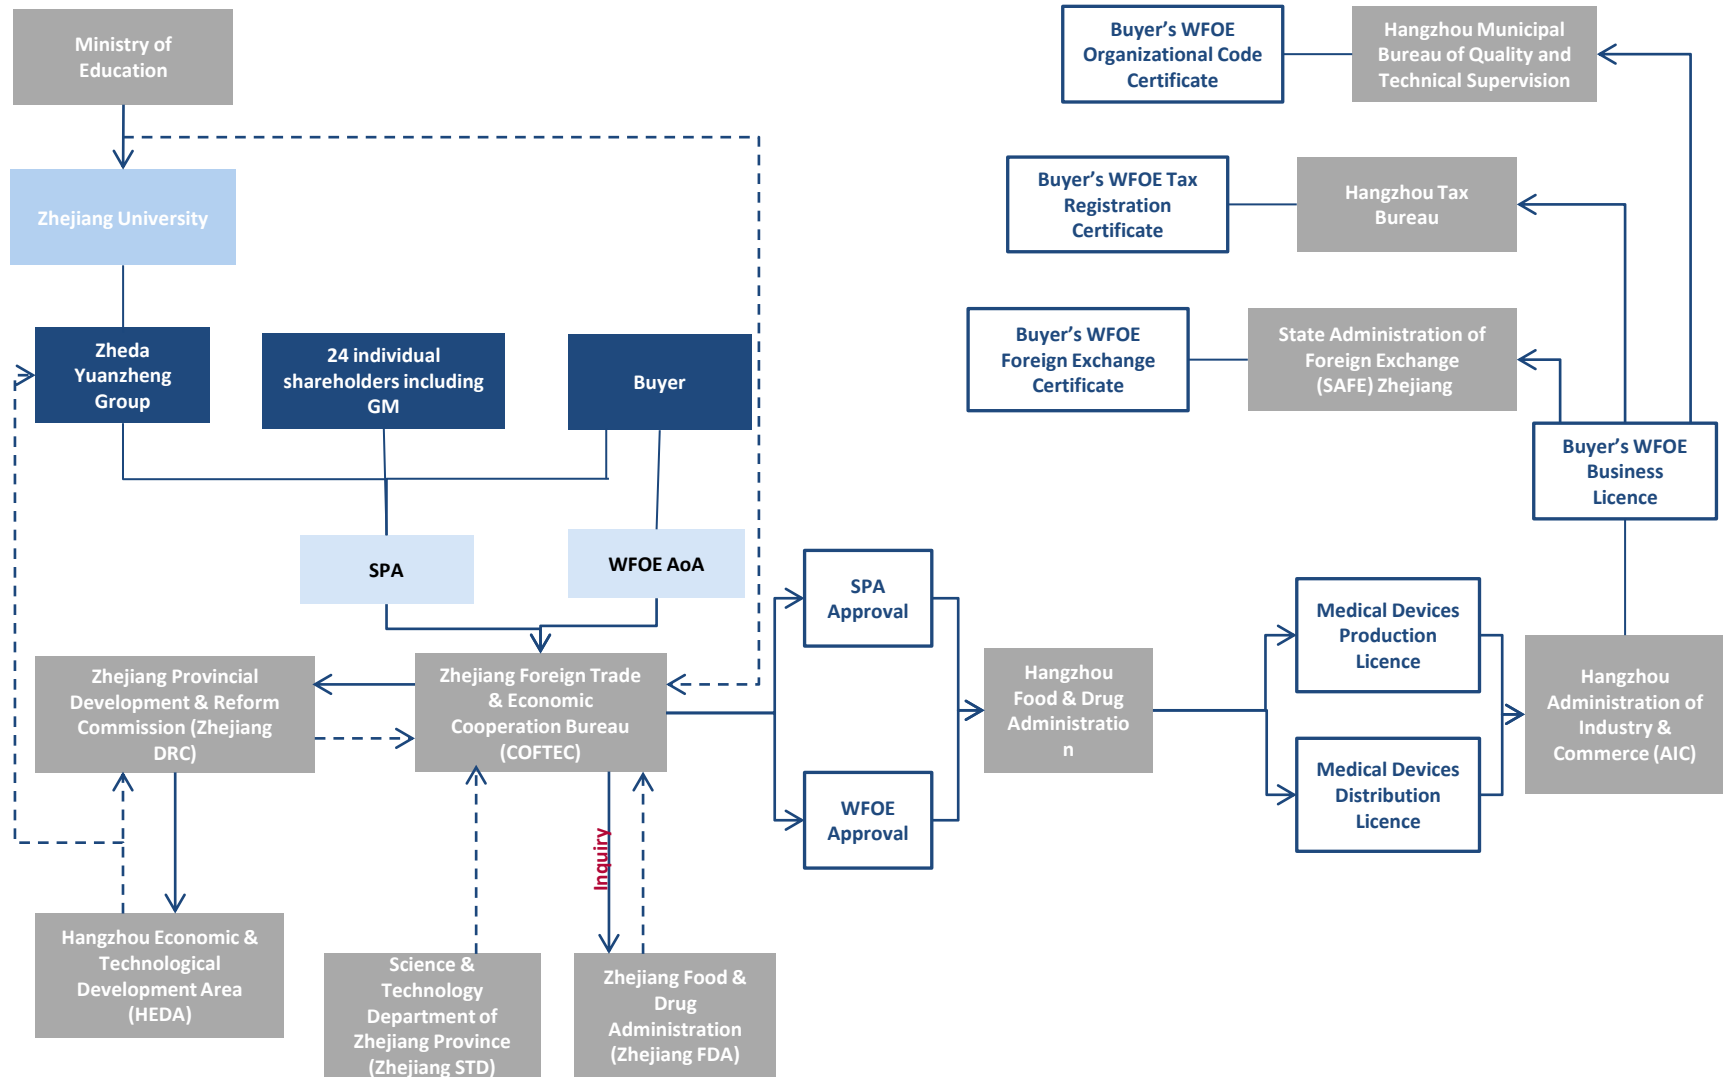 Ministry of
Education
Buyer’s WFOE
Organizational Code
Certificate
Hangzhou Municipal
Bureau of Quality and
Technical Supervision
Zhejiang University
Buyer’s WFOE Tax
Registration
Certificate
Hangzhou Tax
Bureau
Zheda
Yuanzheng
Group
24 individual
shareholders including
GM
Buyer
Buyer’s WFOE
Foreign Exchange
Certificate
State Administration of
Foreign Exchange
(SAFE) Zhejiang
Buyer’s WFOE
Business
Licence
SPA
WFOE AoA
SPA
Approval
Medical Devices
Production
Licence
Zhejiang Provincial
Development & Reform
Commission (Zhejiang
DRC)
Zhejiang Foreign Trade
& Economic
Cooperation Bureau
(COFTEC)
Hangzhou
Food & Drug
Administratio
n
Hangzhou
Administration of
Industry &
Commerce (AIC)
WFOE
Approval
Medical Devices
Distribution
Licence
Inquiry
Hangzhou Economic &
Technological
Development Area
(HEDA)
Science &
Technology
Department of
Zhejiang Province
(Zhejiang STD)
Zhejiang Food &
Drug
Administration
(Zhejiang FDA)